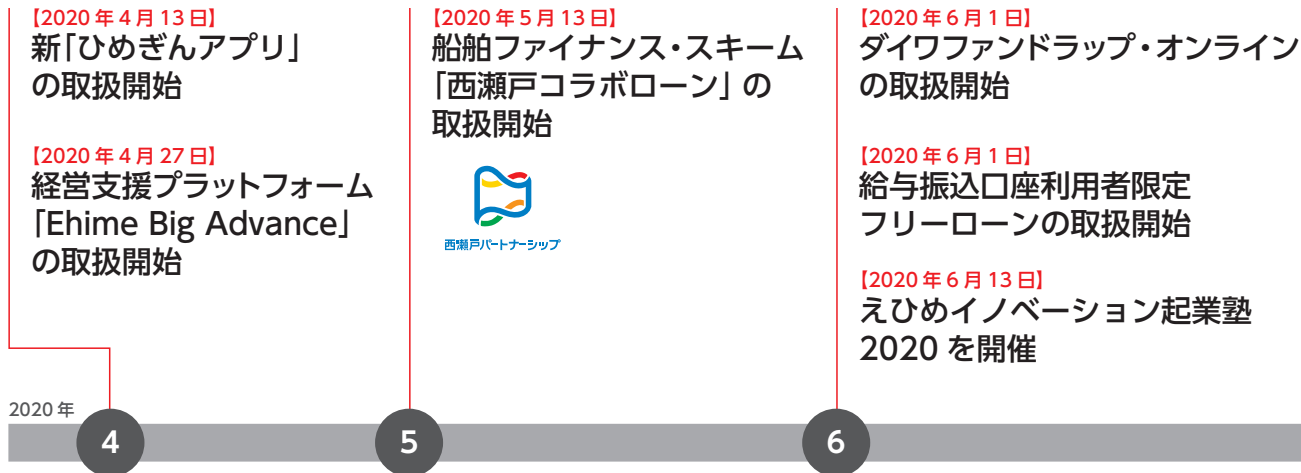 【2020年4月13日】
新「ひめぎんアプリ」
の取扱開始
【2020年4月27日】
経営支援プラットフォーム
「Ehime Big Advance」
の取扱開始
【2020年5月13日】
船舶ファイナンス・スキーム
「西瀬戸コラボローン」の
取扱開始
西瀬戸パートナーシップ
【2020年6月1日】
ダイワファンドラップ・オンライン
の取扱開始
【2020年6月1日】
給与振込口座利用者限定
フリーローンの取扱開始
【2020年6月13日】
えひめイノベーション起業塾
2020を開催
2020年
4
5
6